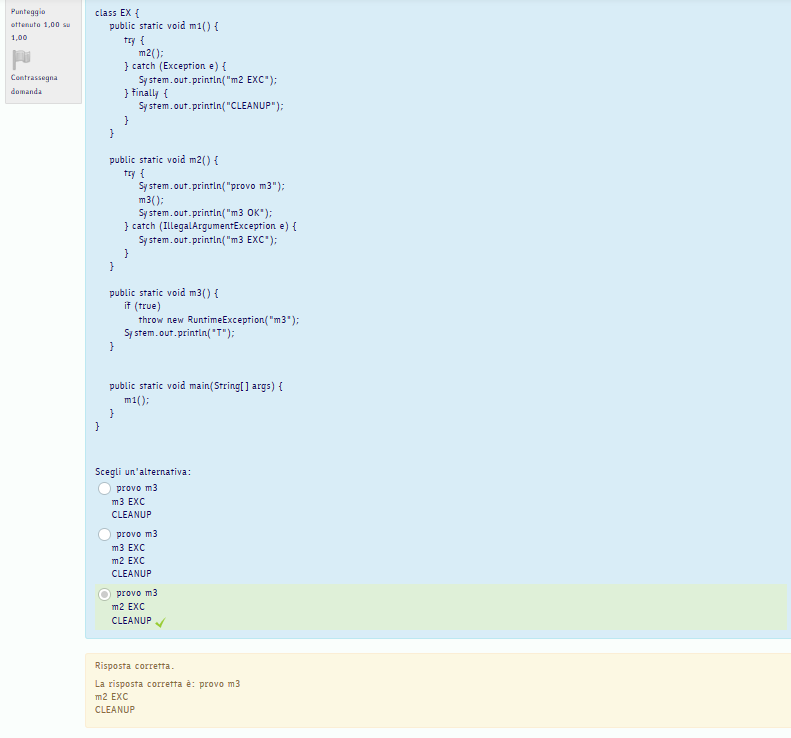 Punteggio
ottenuto 1,00 su
1,00
Contrassegna
domanda
class EX {
public static void m1() {
try {
m2();
} catch (Exception e) {
System.out.println("m2 EXC");
} finally {
System.out.println("CLEANUP");
}
}
public static void m2() {
try {
System.out.println("provo m3");
m3();
System.out.println("m3 OK");
} catch (IllegalArgumentException e) {
System.out.println("m3 EXC");
}
}
public static void m3() {
if (true)
throw new RuntimeException("m3");
System.out.println("T");
}
public static void main(String[] args) {
m1();
}
}
Scegli un'alternativa:
provo m3
m3 EXC
CLEANUP
provo m3
m3 EXC
m2 EXC
CLEANUP
provo m3
m2 EXC
CLEANUP
Risposta corretta.
La risposta corretta è: provo m3
m2 EXC
CLEANUP